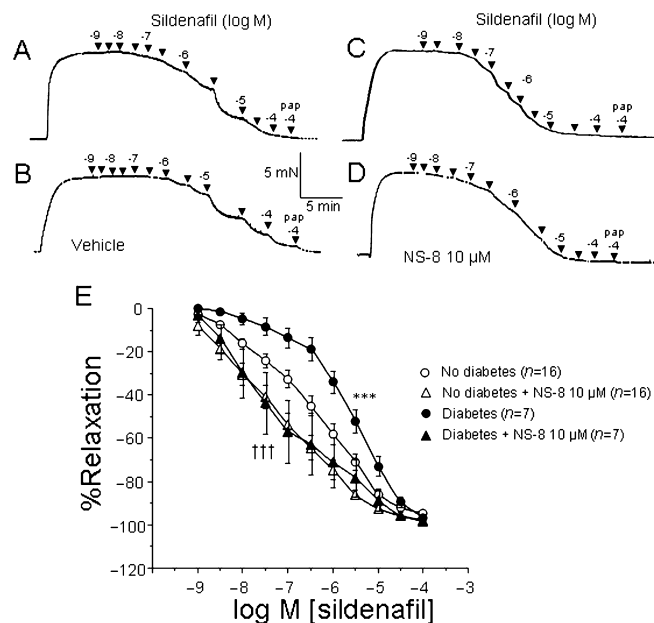 Sildenafil (log M)
Sildenafil (log M)
A
-9 -8 -7 -6 -5 -4 -4
pap
C
-9 -8 -7 -6 -5 -4 -4
pap
B
-9 -8 -7 -6 -5 -4 -4
pap
Vehicle
5 mN
5 min
D
-9 -8 -7 -6 -5 -4 -4
pap
NS-8 10 µM
E
%Relaxation
0
−20
−40
−60
−80
−100
−120
***
†††
No diabetes (n=16)
No diabetes + NS-8 10 µM (n=16)
Diabetes (n=7)
Diabetes + NS-8 10 µM (n=7)
−9 −8 −7 −6 −5 −4 −3
log M [sildenafil]